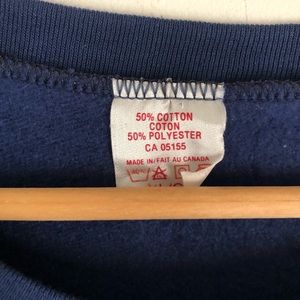 50% COTTON
COTON
50% POLYESTER
CA 05155
MADE IN/FAIT AU CANADA